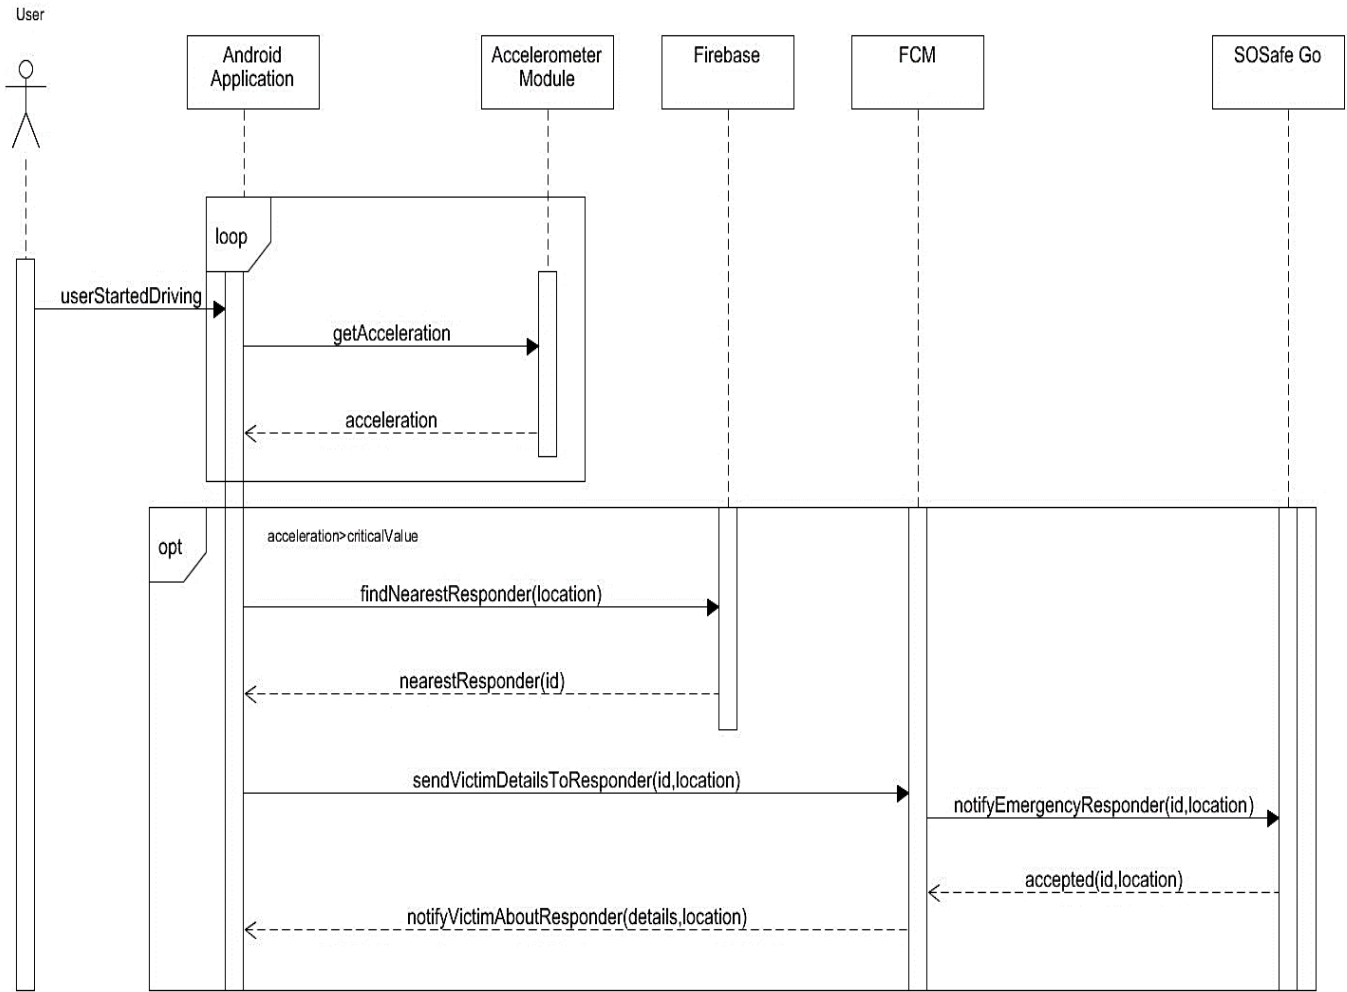 User
Android
Application
Accelerometer
Module
Firebase
FCM
SOSafe Go
loop
userStartedDriving
getAcceleration
acceleration
opt
acceleration>criticalValue
findNearestResponder(location)
nearestResponder(id)
sendVictimDetailsToResponder(id,location)
notifyEmergencyResponder(id,location)
accepted(id,location)
notifyVictimAboutResponder(details,location)